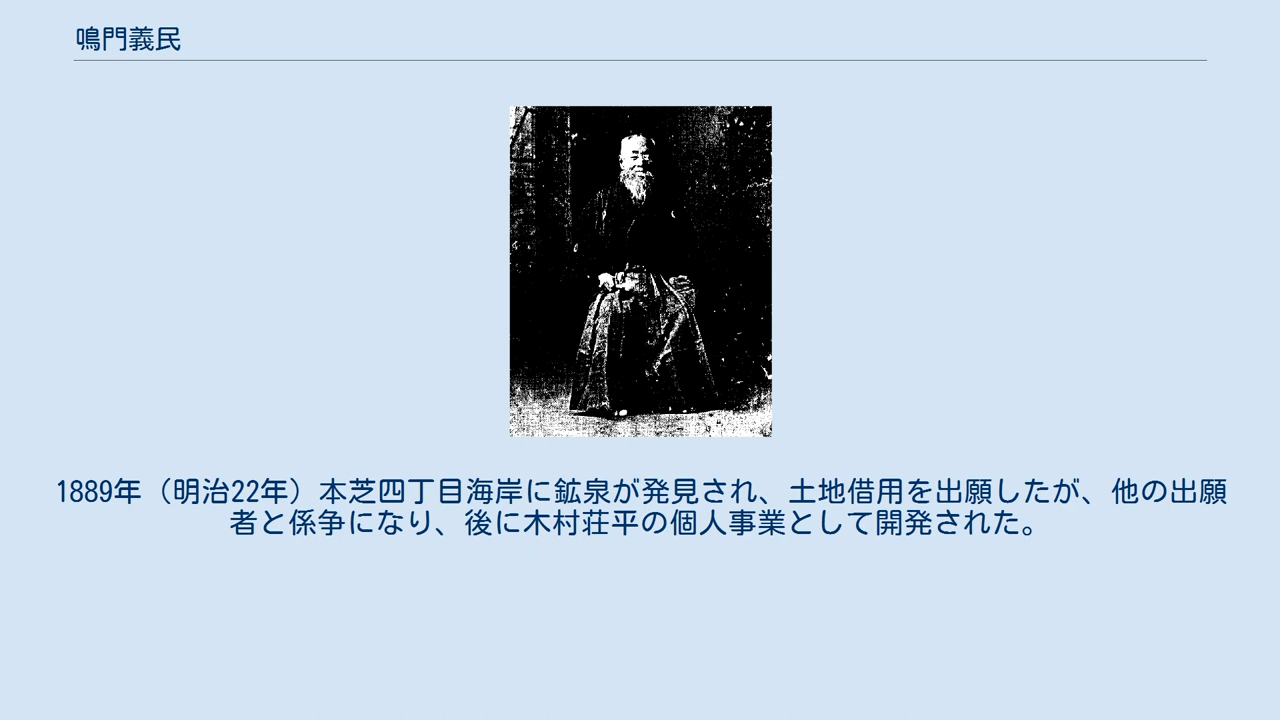 鳴門義民
1889年（明治22年）本芝四丁目海岸に鉱泉が発見され、土地借用を出願したが、他の出願
者と係争になり、後に木村荘平の個人事業として開発された。